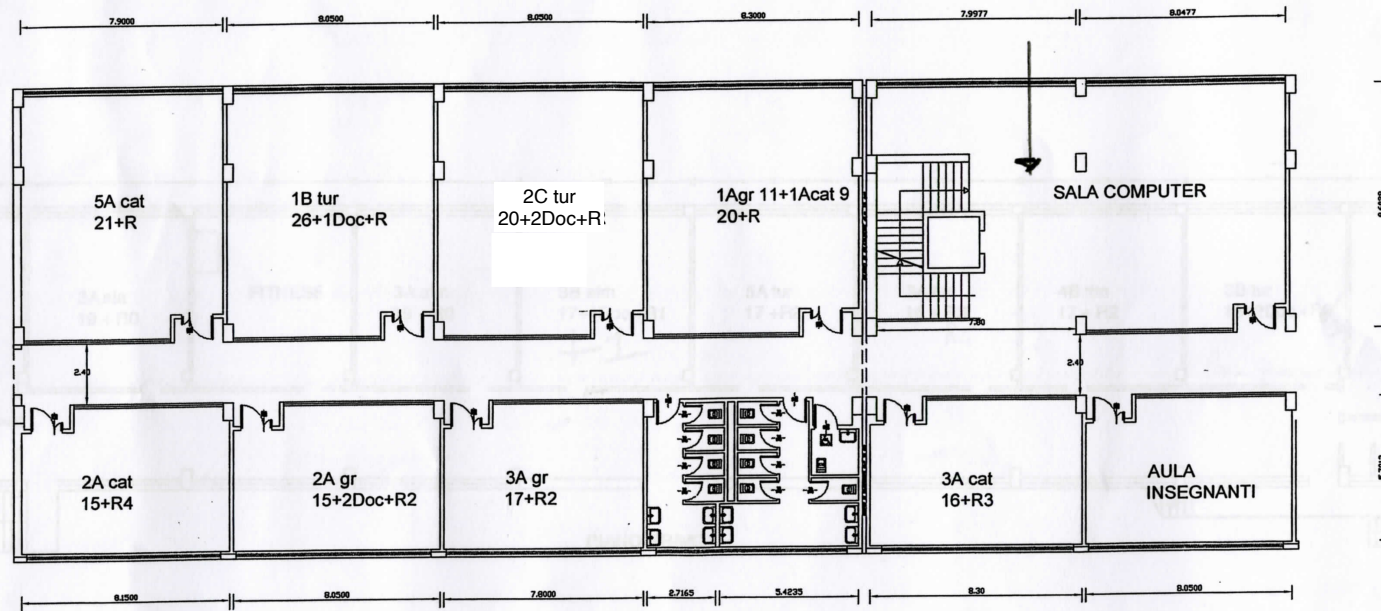 7.9000
8.0500
8.0500
8.3000
7.9977
8.0477
5A cat
21+R
1B tur
26+1Doc+R
2C tur
20+2Doc+R
1Agr 11+1Acat 9
20+R
SALA COMPUTER
7.80
2.40
2.40
2A cat
15+R4
2A gr
15+2Doc+R2
3A gr
17+R2
3A cat
16+R3
AULA
INSEGNANTI
8.1500
8.0500
7.8000
2.7165
5.4235
8.30
8.0500